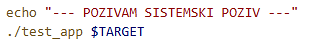 echo "--- POZIVAM SISTEMSKI POZIV ---"
./test_app $TARGET